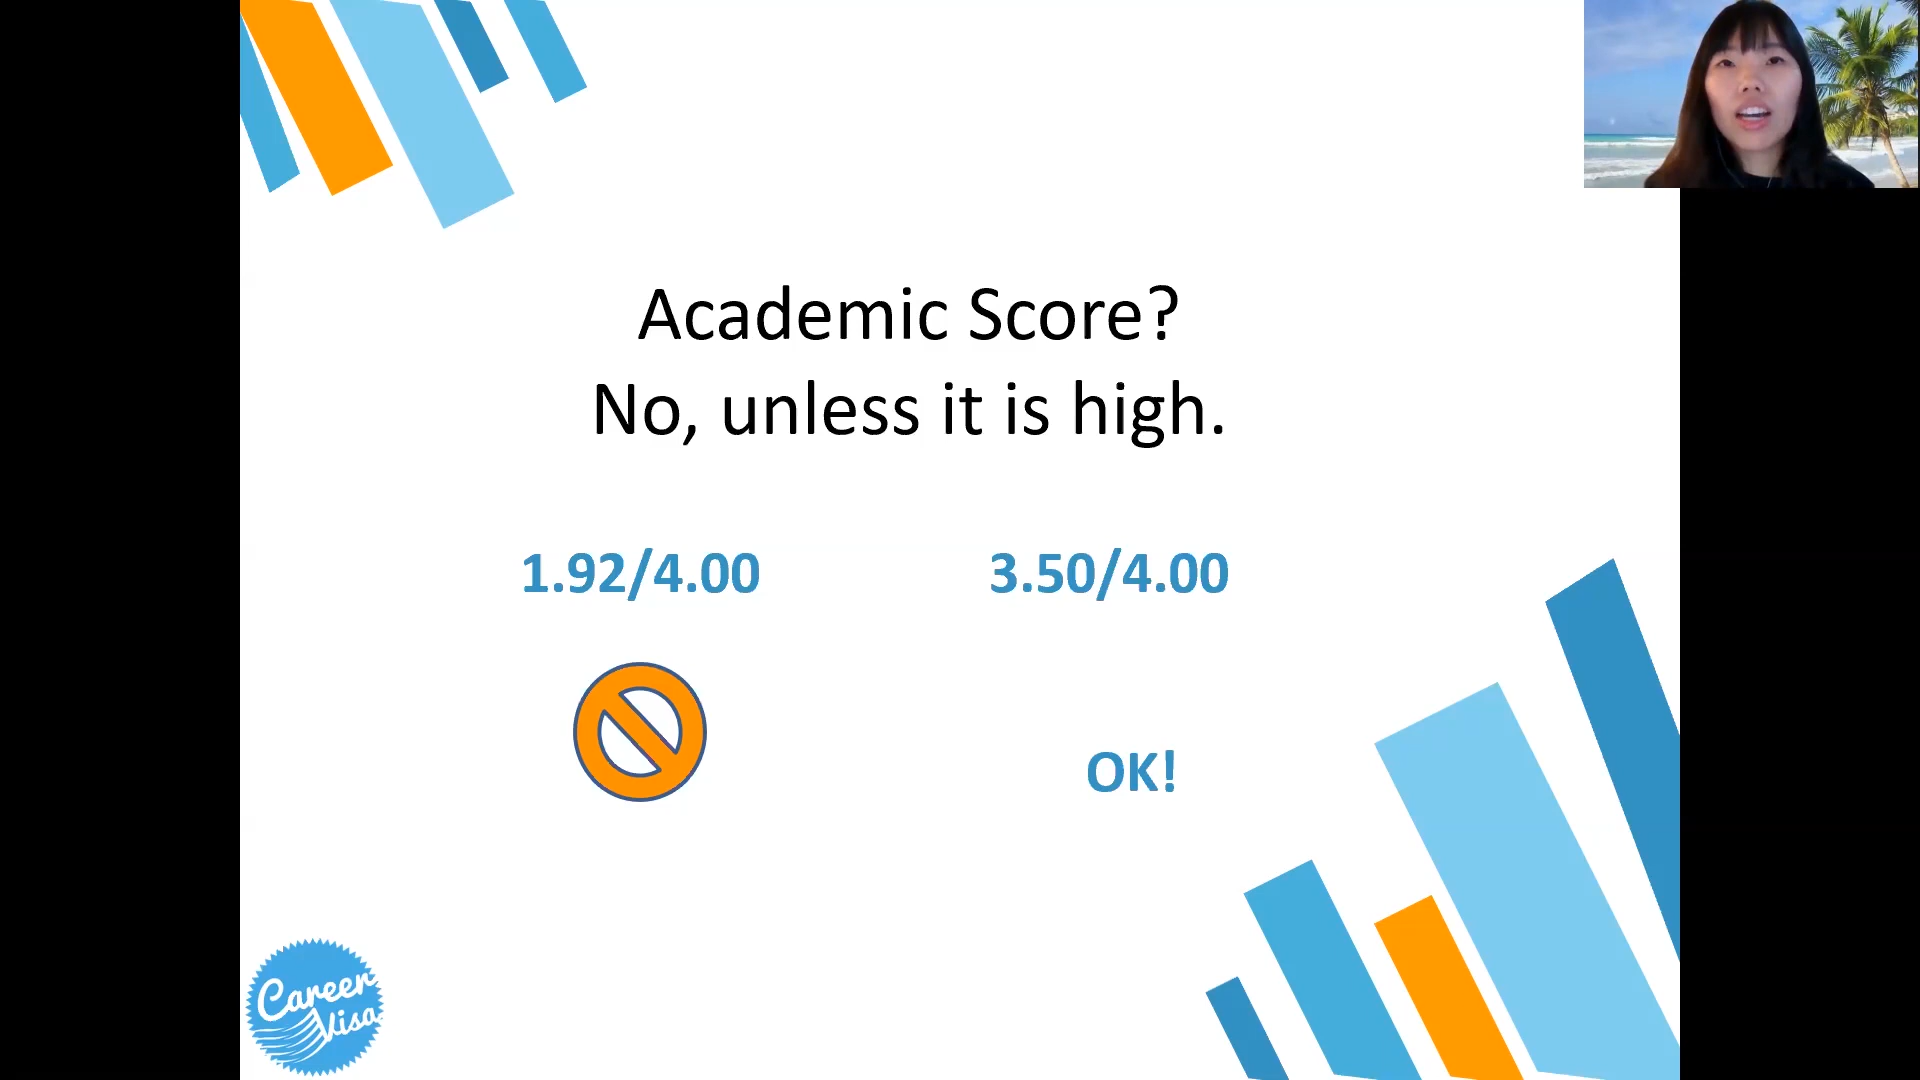 Academic Score?
No, unless it is high.
1.92/4.00
3.50/4.00
OK!
Career
Visa